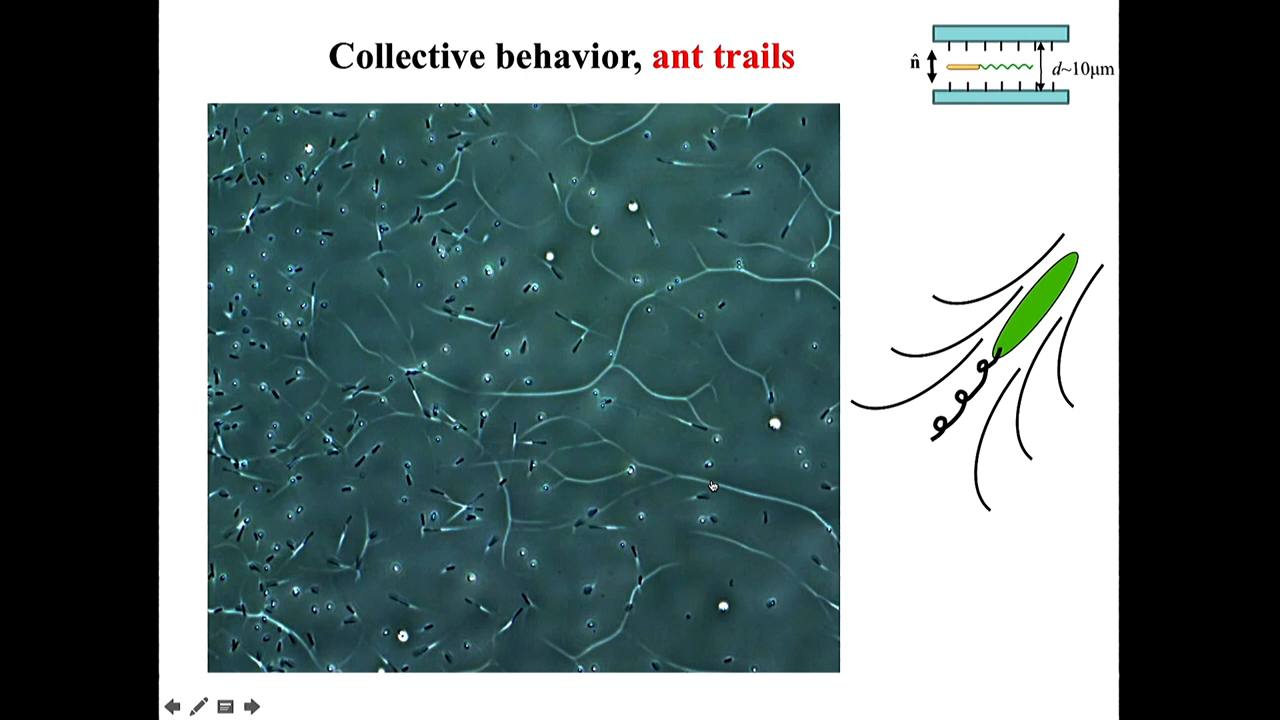 Collective behavior, ant trails
n̂
d~10μm